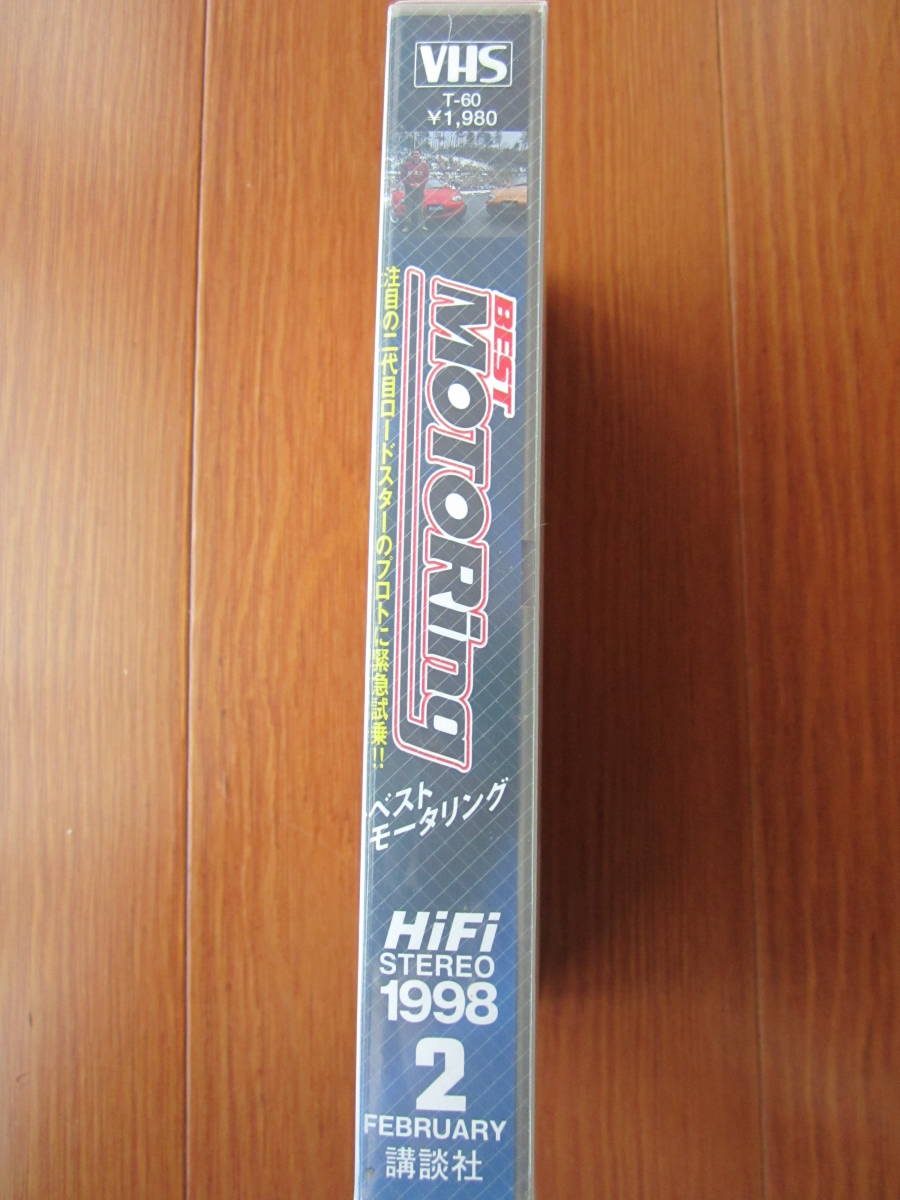 VHS
T-60
¥1,980
BEST
MOTORing
注目の二代目ロードスターのプロトに緊急試乗!!
ベスト
モータリング
HiFi
STEREO
1998
2
FEBRUARY
講談社